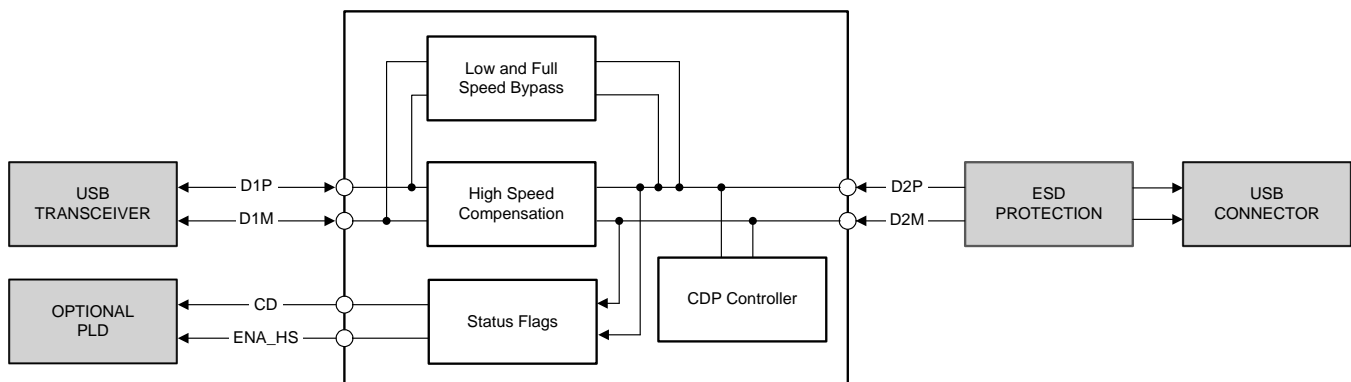 Low and Full
Speed Bypass
USB
TRANSCEIVER
D1P
D1M
High Speed
Compensation
D2P
D2M
ESD
PROTECTION
USB
CONNECTOR
OPTIONAL
PLD
CD
ENA_HS
Status Flags
CDP Controller